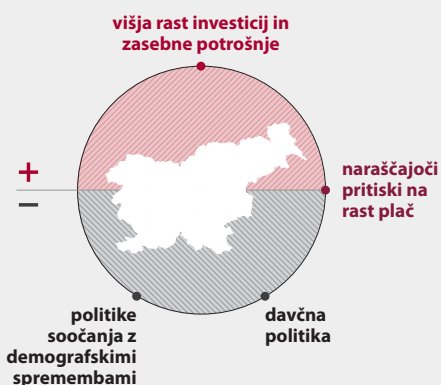 višja rast investicij in
zasebne potrošnje
+
−
naraščajoči
pritiski na
rast plač
politike
soočanja z
demografskimi
spremembami
davčna
politika